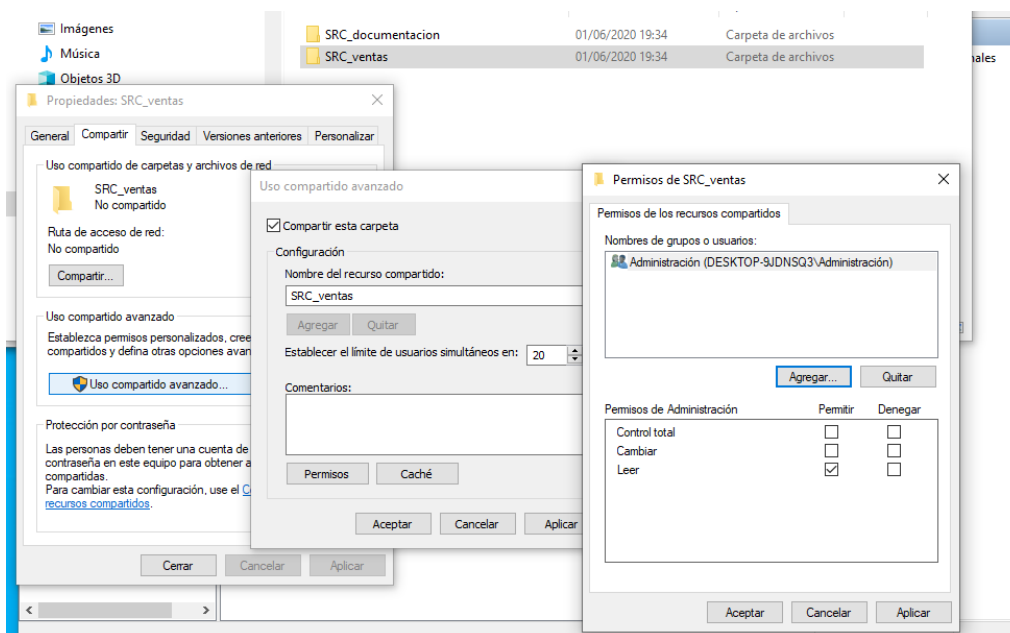 Imágenes
Música
Objetos 3D
SRC_documentacion 01/06/2020 19:34 Carpeta de archivos
SRC_ventas 01/06/2020 19:34 Carpeta de archivos
Propiedades: SRC_ventas
General Compartir Seguridad Versiones anteriores Personalizar
Uso compartido de carpetas y archivos de red
SRC_ventas
No compartido
Ruta de acceso de red:
No compartido
Compartir...
Uso compartido avanzado
Establezca permisos personalizados, cree
compartidos y defina otras opciones avan
Uso compartido avanzado...
Protección por contraseña
Las personas deben tener una cuenta de
contraseña en este equipo para obtener a
compartidas.
Para cambiar esta configuración, use el C
recursos compartidos.
Cerrar Cancelar Aplicar
Uso compartido avanzado
Compartir esta carpeta
Configuración
Nombre del recurso compartido:
SRC_ventas
Agregar Quitar
Establecer el límite de usuarios simultáneos en: 20
Comentarios:
Permisos Caché
Aceptar Cancelar Aplicar
Permisos de SRC_ventas
Permisos de los recursos compartidos
Nombres de grupos o usuarios:
Administración (DESKTOP-9JDNSQ3\Administración)
Agregar... Quitar
Permisos de Administración Permitir Denegar
Control total
Cambiar
Leer
Aceptar Cancelar Aplicar
nales